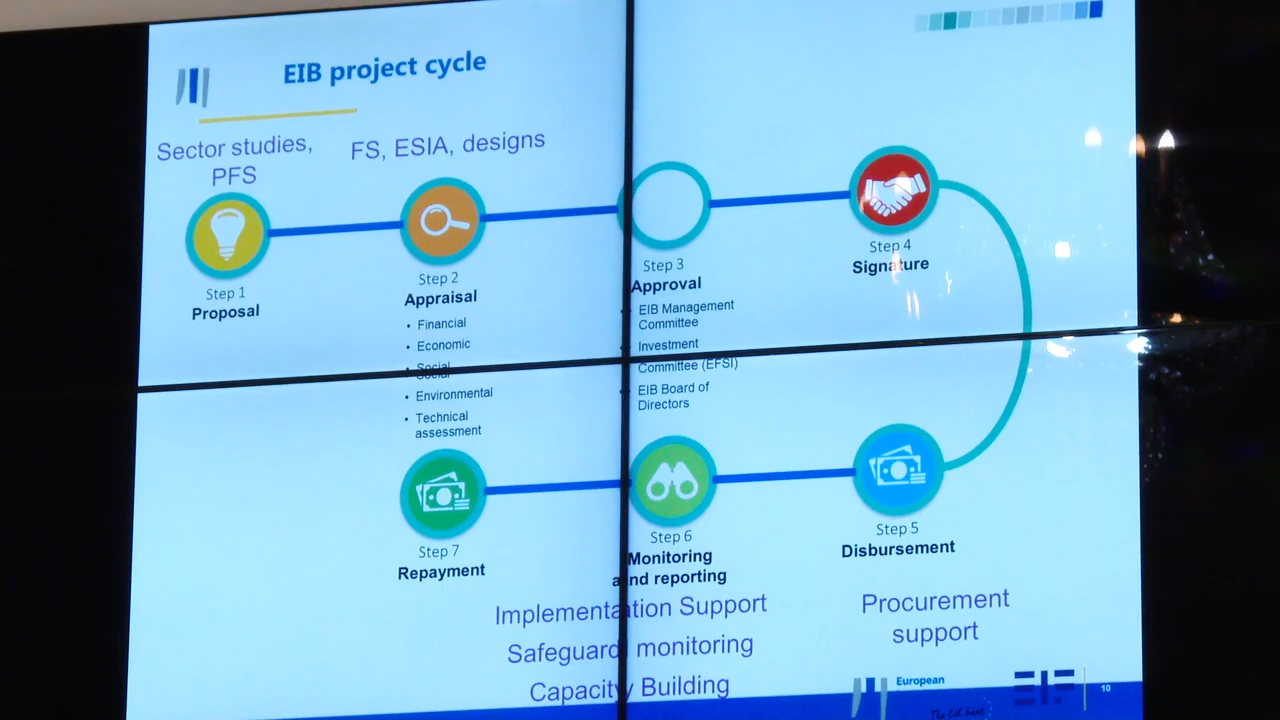 EIB project cycle
Sector studies,
PFS
FS, ESIA, designs
Step 1
Proposal
Step 2
Appraisal
• Financial
• Economic
• Social
• Environmental
• Technical
assessment
Step 3
Approval
• EIB Management
Committee
• Investment
Committee (EFSI)
• EIB Board of
Directors
Step 4
Signature
Step 7
Repayment
Step 6
Monitoring
and reporting
Implementation Support
Safeguard monitoring
Capacity Building
Step 5
Disbursement
Procurement
support
European
EIF
10